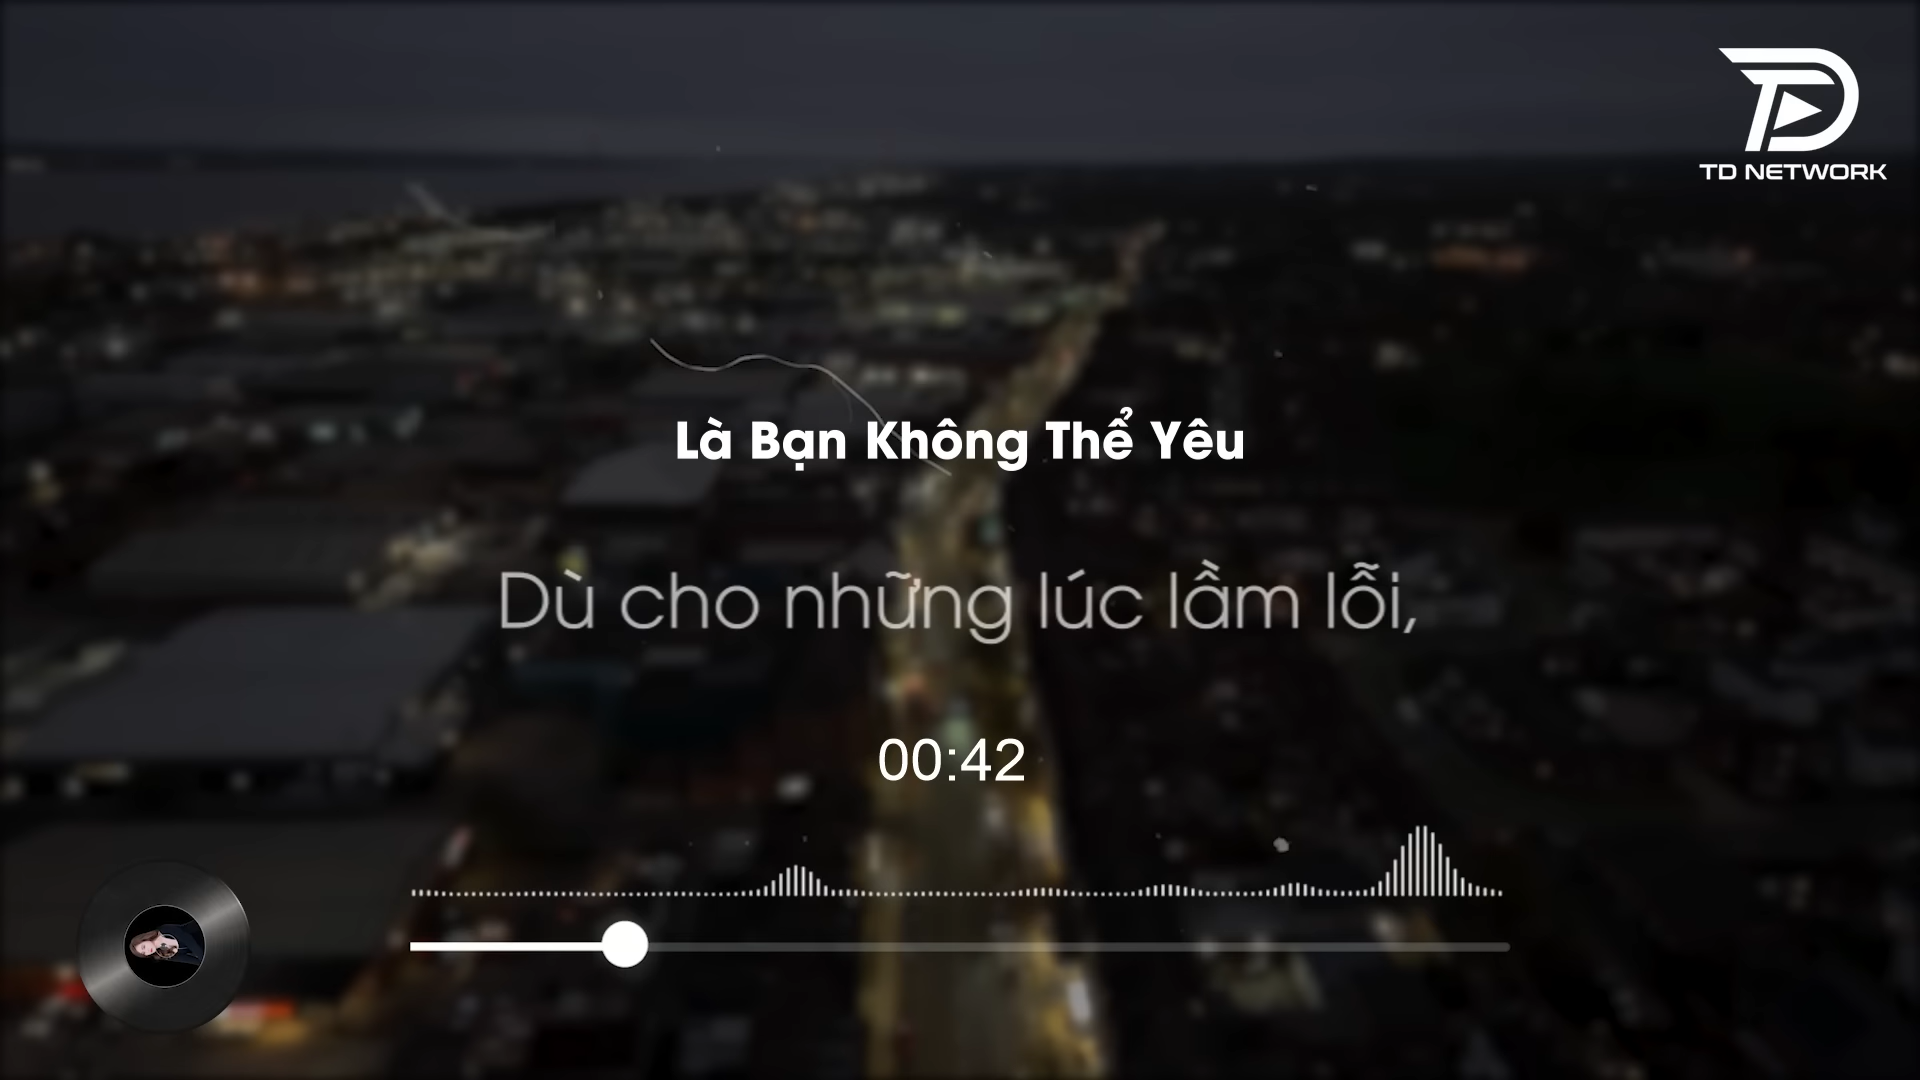 TD NETWORK
Là Bạn Không Thể Yêu
Dù cho những lúc lầm lỗi,
00:42